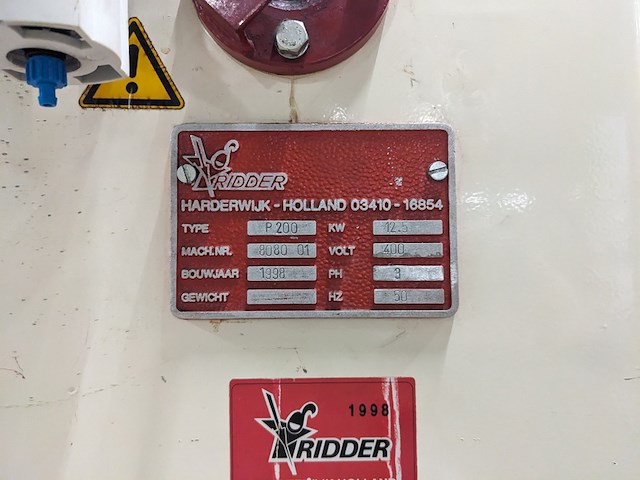 RIDDER
HARDERWIJK - HOLLAND 03410 - 16854
TYPE P 200 KW 12.5
MACH.NR. 8080 01 VOLT 400
BOUWJAAR 1998 PH 3
GEWICHT HZ 50
1998
RIDDER